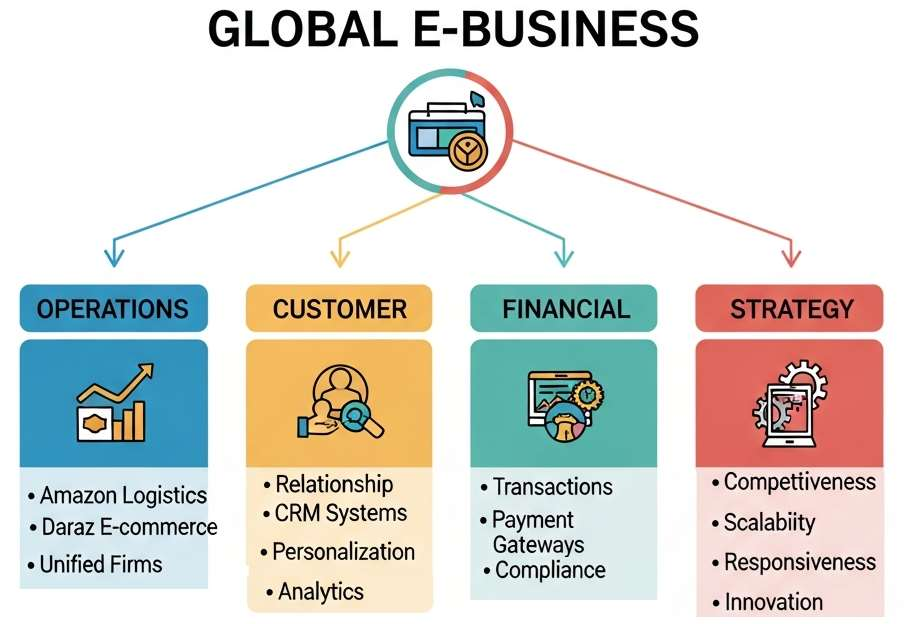 GLOBAL E-BUSINESS
OPERATIONS
• Amazon Logistics
• Daraz E-commerce
• Unified Firms
CUSTOMER
• Relationship
• CRM Systems
• Personalization
• Analytics
FINANCIAL
• Transactions
• Payment
Gateways
• Compliance
STRATEGY
• Compettiveness
• Scalabiity
• Responsiveness
• Innovation